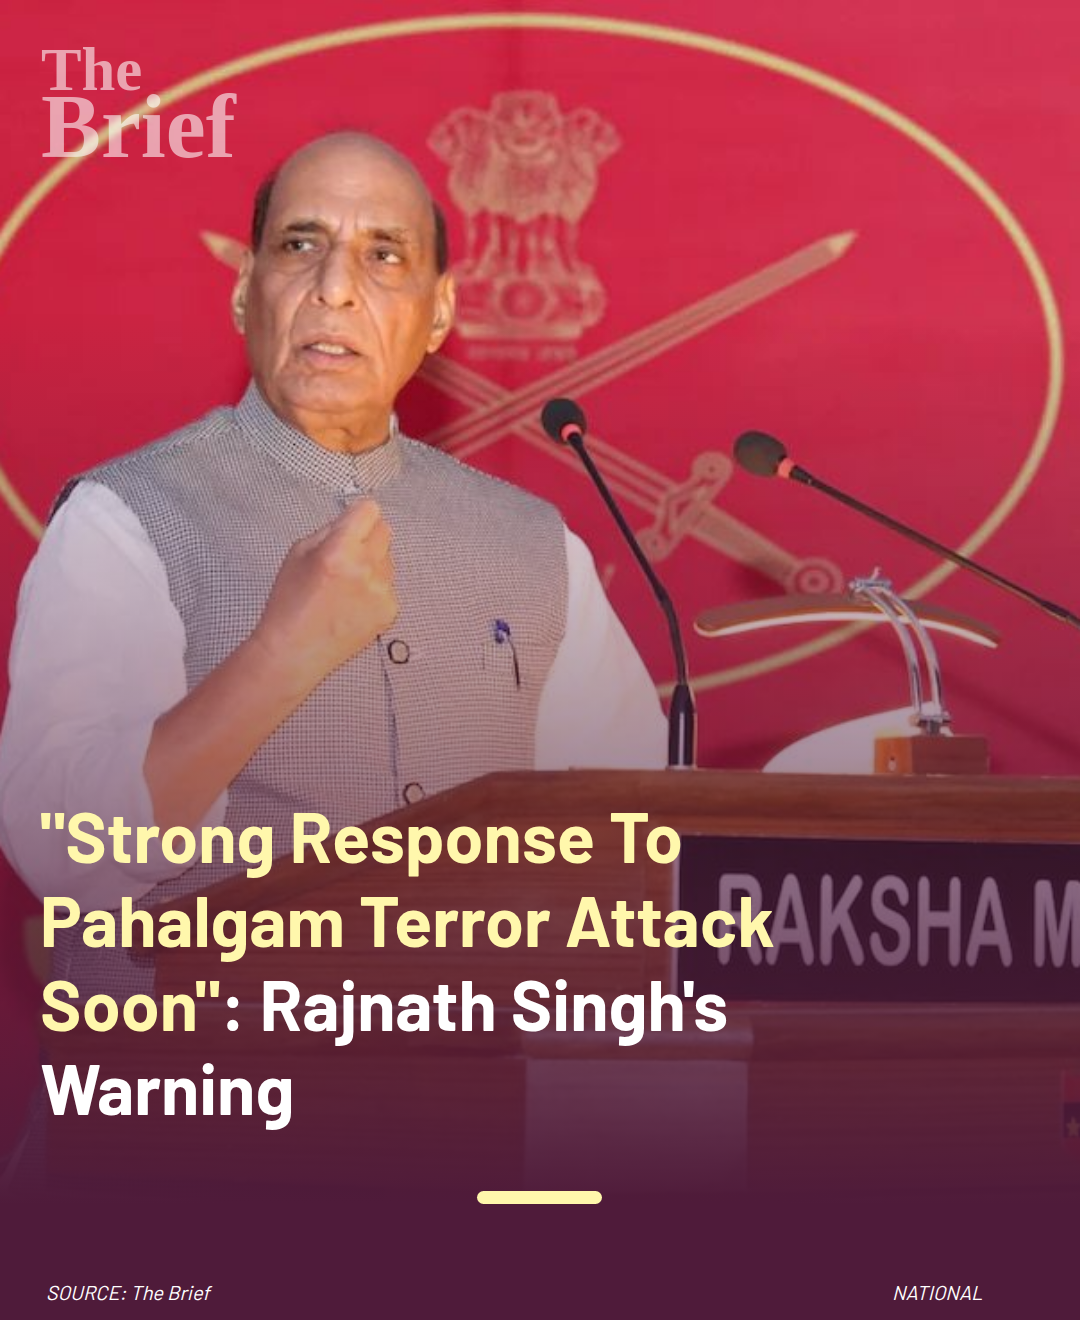 The
Brief
"Strong Response To
Pahalgam Terror Attack
Soon": Rajnath Singh's
Warning
RAKSHA M
SOURCE: The Brief
NATIONAL